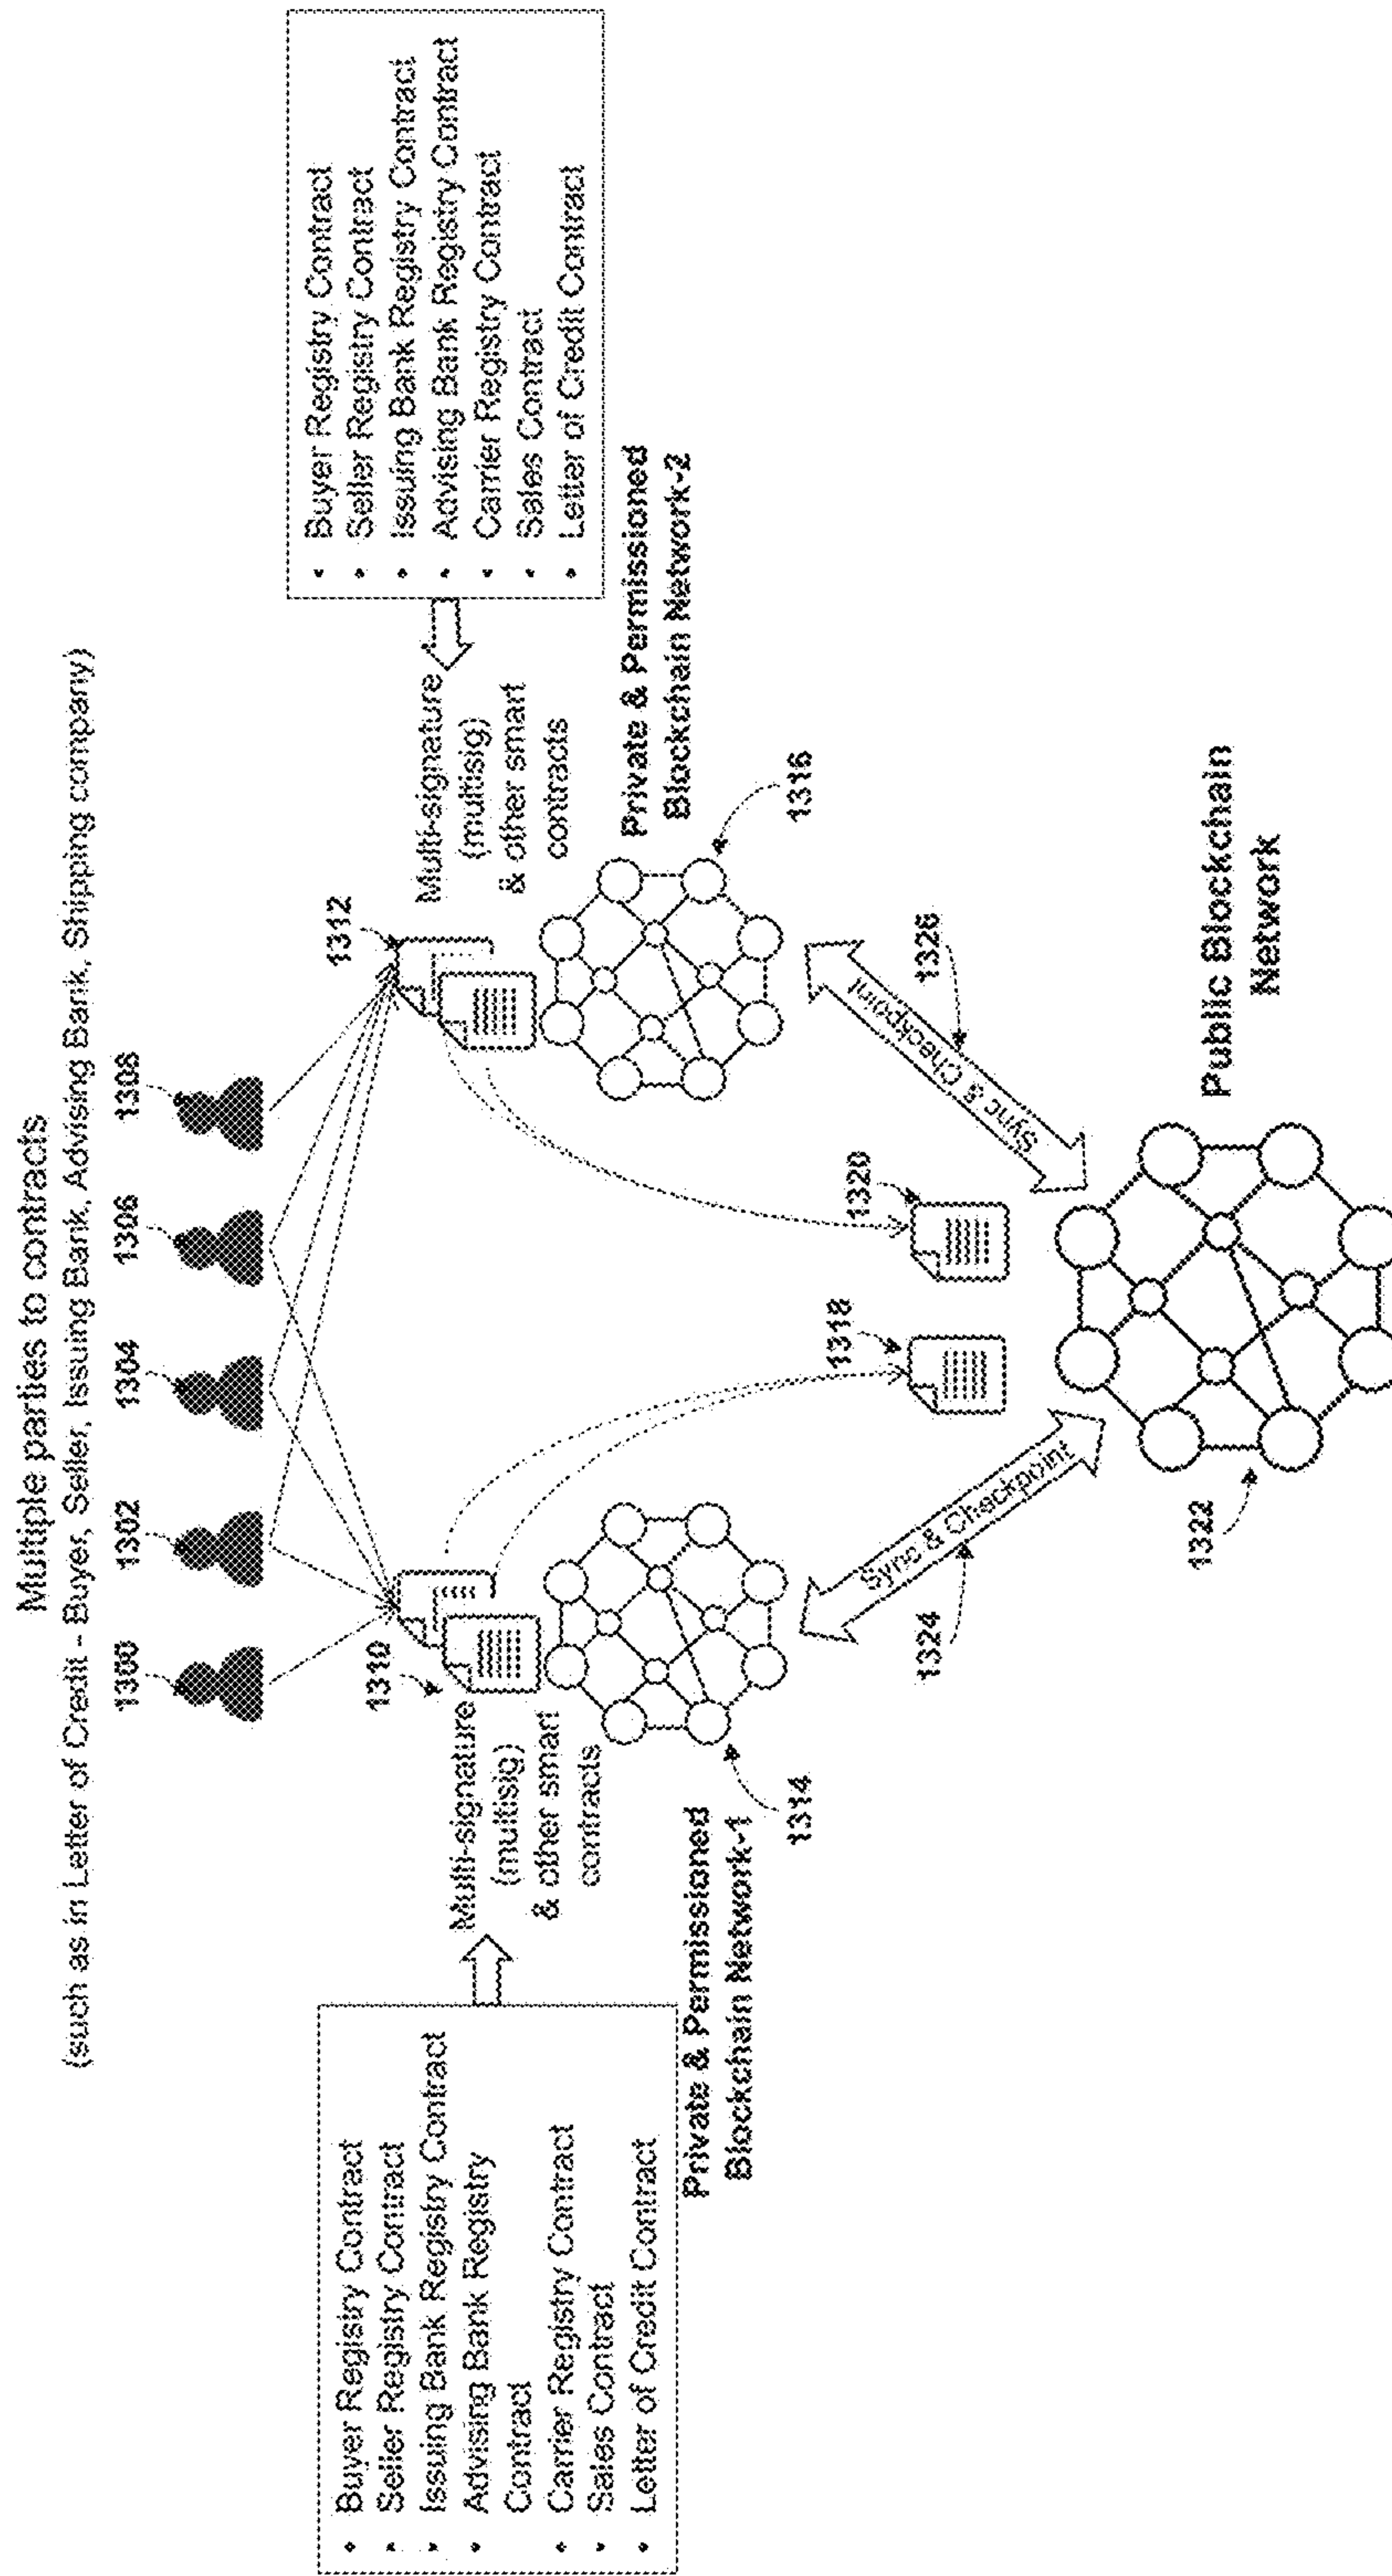 Multiple parties to contracts
(such as in Letter of Credit - Buyer, Seller, Issuing Bank, Advising Bank, Shipping company)
1300
1302
1304
1306
1308
1310
1312
• Buyer Registry Contract
• Seller Registry Contract
• Issuing Bank Registry Contract
• Advising Bank Registry
Contract
• Carrier Registry Contract
• Sales Contract
• Letter of Credit Contract
Multi-signature
(multisig)
& other smart
contracts
Multi-signature
(multisig)
& other smart
contracts
• Buyer Registry Contract
• Seller Registry Contract
• Issuing Bank Registry Contract
• Advising Bank Registry Contract
• Carrier Registry Contract
• Sales Contract
• Letter of Credit Contract
Private & Permissioned
Blockchain Network-1
1314
Private & Permissioned
Blockchain Network-2
1316
1318
1320
Sync & Checkpoint
1324
Sync & Checkpoint
1326
1322
Public Blockchain
Network